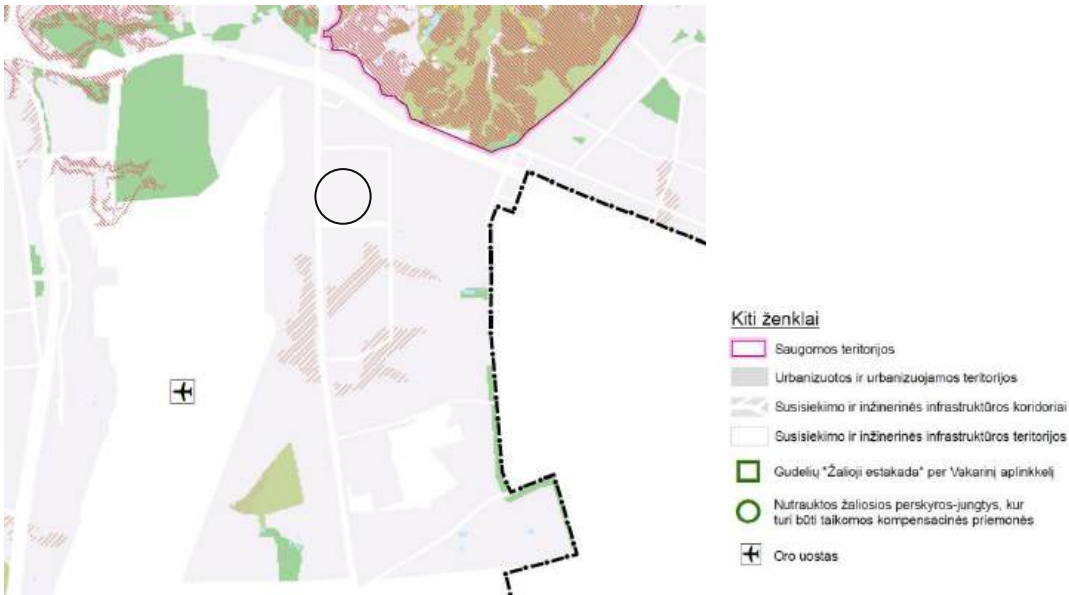 Kiti ženklai
Saugomos teritorijos
Urbanizuotos ir urbanizuojamos teritorijos
Susisiekimo ir inžinerinės infrastruktūros koridoriai
Susisiekimo ir inžinerinės infrastruktūros teritorijos
Gudelių "Žalioji estakada" per Vakarinį aplinkkelį
Nutrauktos žaliosios perskyros-jungtys, kur
turi būti taikomos kompensacinės priemonės
Oro uostas